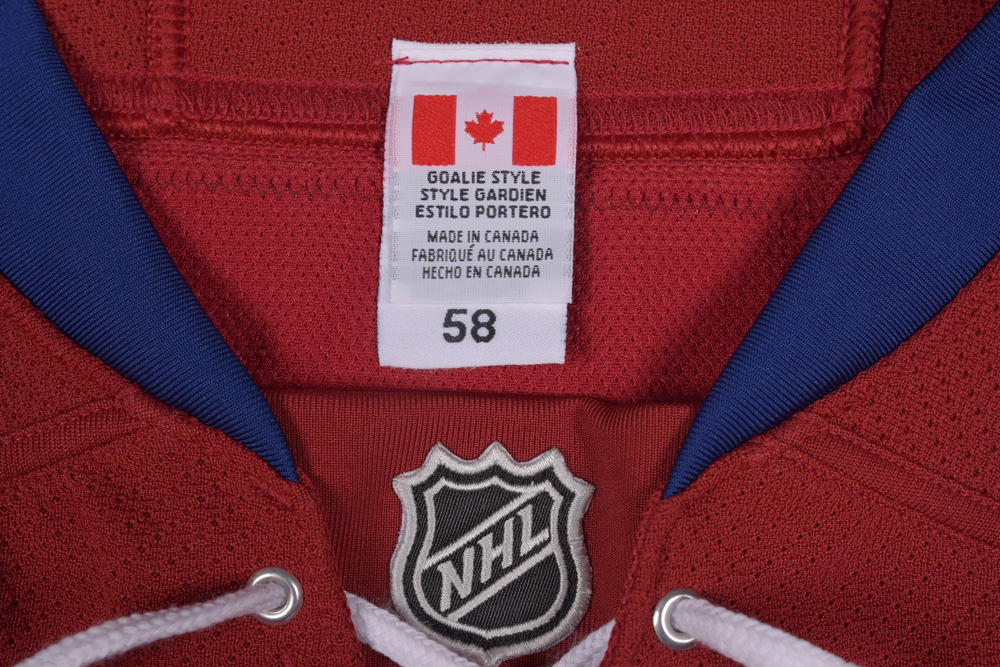 GOALIE STYLE
STYLE GARDIEN
ESTILO PORTERO
MADE IN CANADA
FABRIQUÉ AU CANADA
HECHO EN CANADA
58
NHL